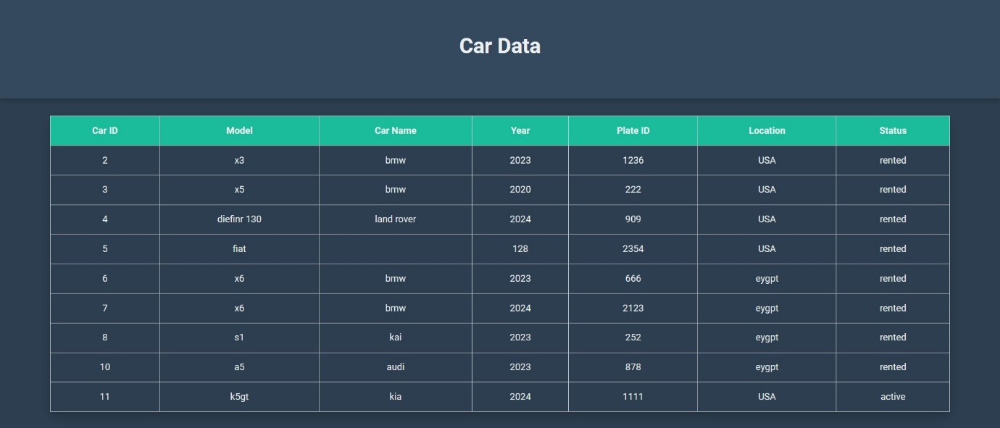 Car Data
Car ID Model Car Name Year Plate ID Location Status
2 x3 bmw 2023 1236 USA rented
3 x5 bmw 2020 222 USA rented
4 diefinr 130 land rover 2024 909 USA rented
5 fiat 128 2354 USA rented
6 x6 bmw 2023 666 eygpt rented
7 x6 bmw 2024 2123 eygpt rented
8 s1 kai 2023 252 eygpt rented
10 a5 audi 2023 878 eygpt rented
11 k5gt kia 2024 1111 USA active